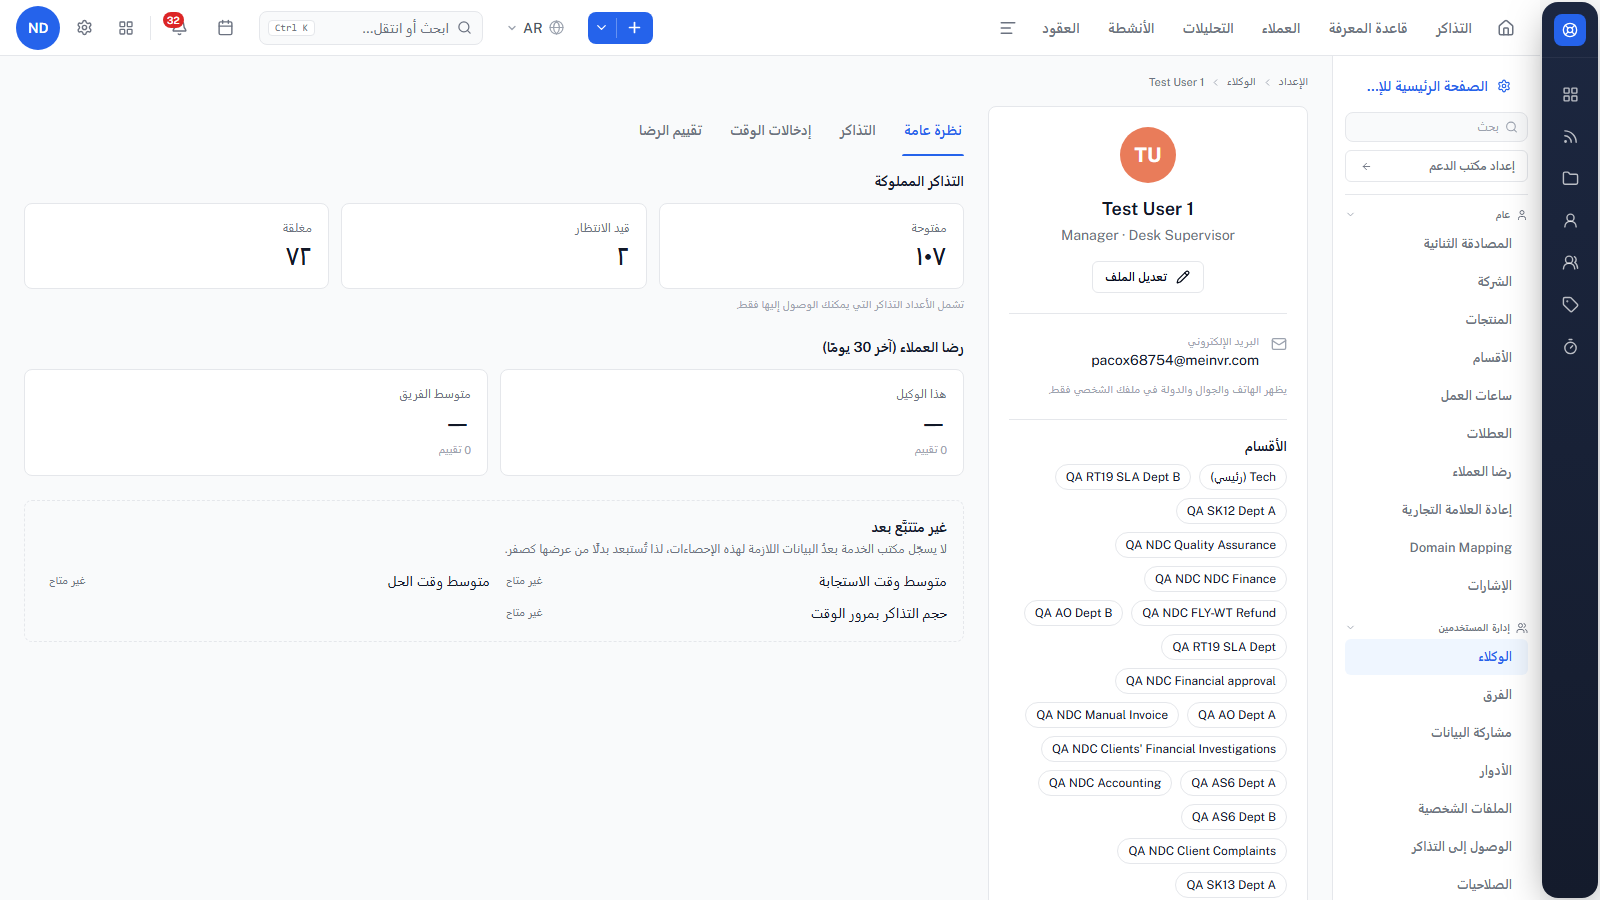 التذاكر
قاعدة المعرفة
العملاء
التحليلات
الأنشطة
العقود
AR
ابحث أو انتقل...
Ctrl K
32
ND
الصفحة الرئيسية للإ...
بحث
إعداد مكتب الدعم
عام
المصادقة الثنائية
الشركة
المنتجات
الأقسام
ساعات العمل
العطلات
رضا العملاء
إعادة العلامة التجارية
Domain Mapping
الإشارات
إدارة المستخدمين
الوكلاء
الفرق
مشاركة البيانات
الأدوار
الملفات الشخصية
الوصول إلى التذاكر
الصلاحيات
الإعداد
الوكلاء
Test User 1
TU
Test User 1
Manager · Desk Supervisor
تعديل الملف
البريد الإلكتروني
pacox68754@meinvr.com
يظهر الهاتف والجوال والدولة في ملفك الشخصي فقط.
الأقسام
Tech (رئيسي)
QA RT19 SLA Dept B
QA SK12 Dept A
QA NDC Quality Assurance
QA NDC NDC Finance
QA NDC FLY-WT Refund
QA AO Dept B
QA RT19 SLA Dept
QA NDC Financial approval
QA AO Dept A
QA NDC Manual Invoice
QA NDC Clients' Financial Investigations
QA AS6 Dept A
QA NDC Accounting
QA AS6 Dept B
QA NDC Client Complaints
QA SK13 Dept A
نظرة عامة
التذاكر
إدخالات الوقت
تقييم الرضا
التذاكر المملوكة
مفتوحة
١٠٧
قيد الانتظار
٢
مغلقة
٧٢
تشمل الأعداد التذاكر التي يمكنك الوصول إليها فقط.
رضا العملاء (آخر 30 يومًا)
هذا الوكيل
—
0 تقييم
متوسط الفريق
—
0 تقييم
غير متتبَّع بعد
لا يسجّل مكتب الخدمة بعدُ البيانات اللازمة لهذه الإحصاءات، لذا تُستبعد بدلًا من عرضها كصفر.
متوسط وقت الاستجابة
غير متاح
متوسط وقت الحل
غير متاح
حجم التذاكر بمرور الوقت
غير متاح